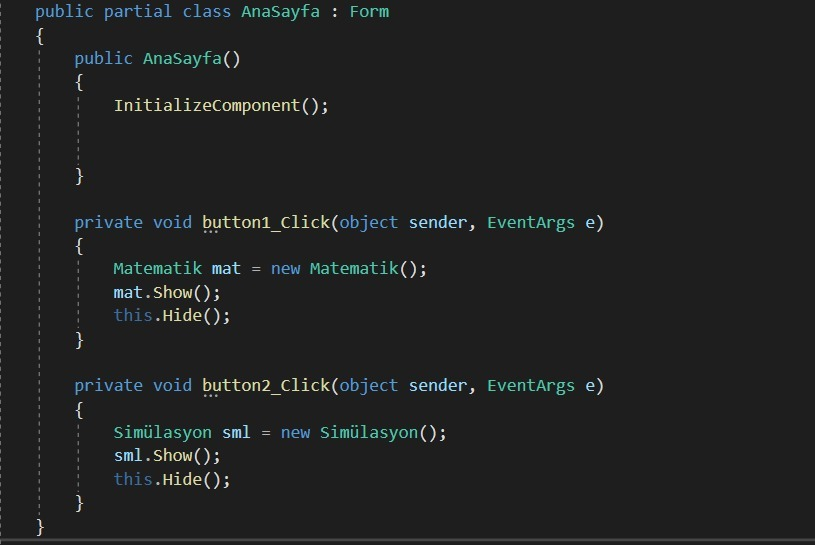 public partial class AnaSayfa : Form
{
public AnaSayfa()
{
InitializeComponent();
}
private void button1_Click(object sender, EventArgs e)
{
Matematik mat = new Matematik();
mat.Show();
this.Hide();
}
private void button2_Click(object sender, EventArgs e)
{
Simülasyon sml = new Simülasyon();
sml.Show();
this.Hide();
}
}